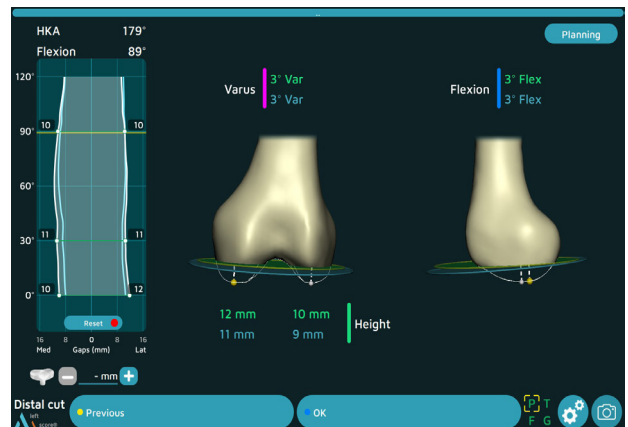 HKA 179°
Flexion 89°
Planning
120°
90°
60°
30°
0°
10 10
11 11
10 12
Reset
16 8 0 8 16
Med Gaps (mm) Lat
- mm +
Varus
3° Var
3° Var
Flexion
3° Flex
3° Flex
12 mm 10 mm
11 mm 9 mm
Height
Distal cut
left
score®
Previous
OK
P T
F G